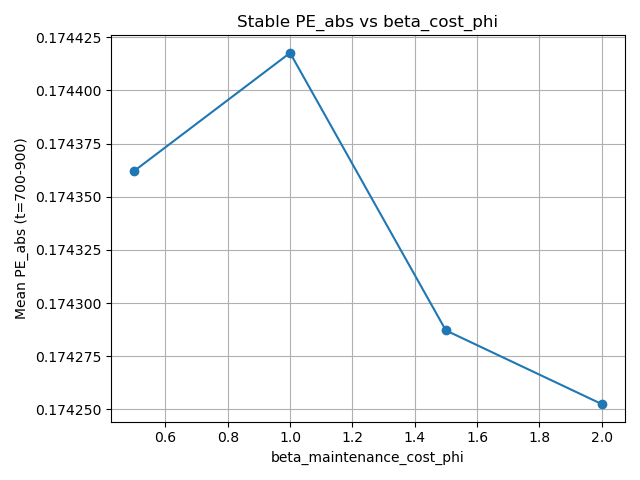 Stable PE_abs vs beta_cost_phi
Mean PE_abs (t=700-900)
0.174425
0.174400
0.174375
0.174350
0.174325
0.174300
0.174275
0.174250
0.6 0.8 1.0 1.2 1.4 1.6 1.8 2.0
beta_maintenance_cost_phi